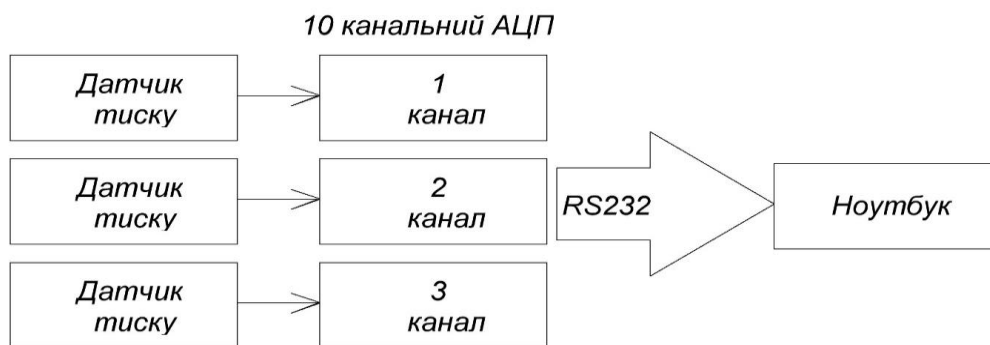 10 канальний АЦП
Датчик
тиску
1
канал
Датчик
тиску
2
канал
RS232
Ноутбук
Датчик
тиску
3
канал